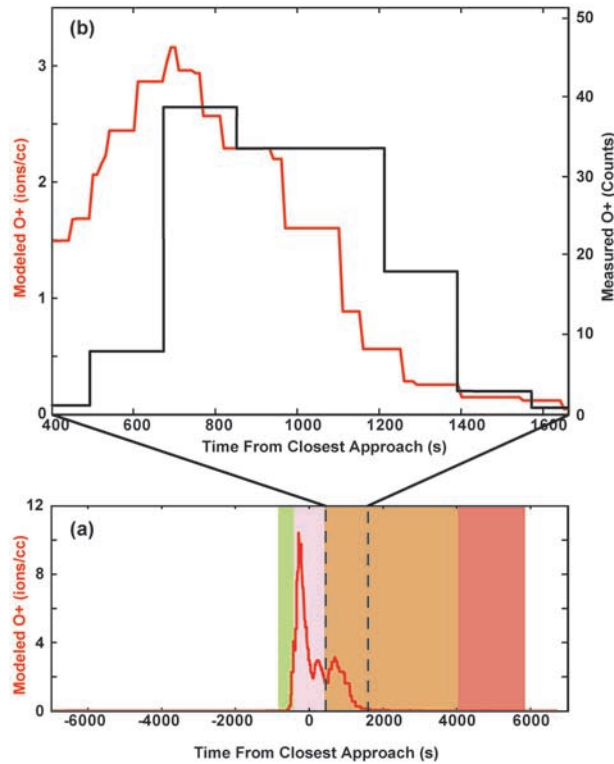 (b)
50
40
30
20
10
0
3
2
1
0
Modeled O+ (ions/cc)
Measured O+ (Counts)
400 600 800 1000 1200 1400 1600
Time From Closest Approach (s)
(a)
12
8
4
0
Modeled O+ (ions/cc)
-6000 -4000 -2000 0 2000 4000 6000
Time From Closest Approach (s)